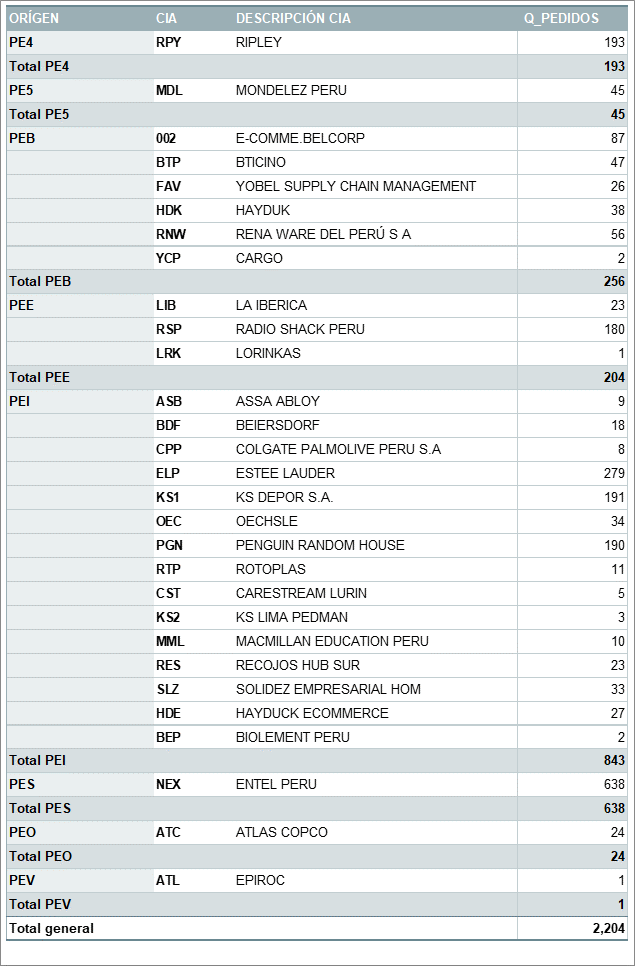 ORÍGEN CIA DESCRIPCIÓN CIA Q_PEDIDOS
PE4 RPY RIPLEY 193
Total PE4 193
PE5 MDL MONDELEZ PERU 45
Total PE5 45
PEB 002 E-COMME.BELCORP 87
BTP BTICINO 47
FAV YOBEL SUPPLY CHAIN MANAGEMENT 26
HDK HAYDUK 38
RNW RENA WARE DEL PERÚ S A 56
YCP CARGO 2
Total PEB 256
PEE LIB LA IBERICA 23
RSP RADIO SHACK PERU 180
LRK LORINKAS 1
Total PEE 204
PEI ASB ASSA ABLOY 9
BDF BEIERSDORF 18
CPP COLGATE PALMOLIVE PERU S.A 8
ELP ESTEE LAUDER 279
KS1 KS DEPOR S.A. 191
OEC OECHSLE 34
PGN PENGUIN RANDOM HOUSE 190
RTP ROTOPLAS 11
CST CARESTREAM LURIN 5
KS2 KS LIMA PEDMAN 3
MML MACMILLAN EDUCATION PERU 10
RES RECOJOS HUB SUR 23
SLZ SOLIDEZ EMPRESARIAL HOM 33
HDE HAYDUCK ECOMMERCE 27
BEP BIOLEMENT PERU 2
Total PEI 843
PES NEX ENTEL PERU 638
Total PES 638
PEO ATC ATLAS COPCO 24
Total PEO 24
PEV ATL EPIROC 1
Total PEV 1
Total general 2,204